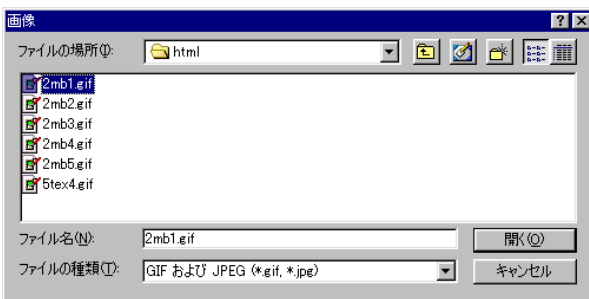 画像
ファイルの場所(I):
html
2mb1.gif
2mb2.gif
2mb3.gif
2mb4.gif
2mb5.gif
5tex4.gif
ファイル名(N):
2mb1.gif
開く(O)
ファイルの種類(T):
GIF および JPEG (*.gif, *.jpg)
キャンセル